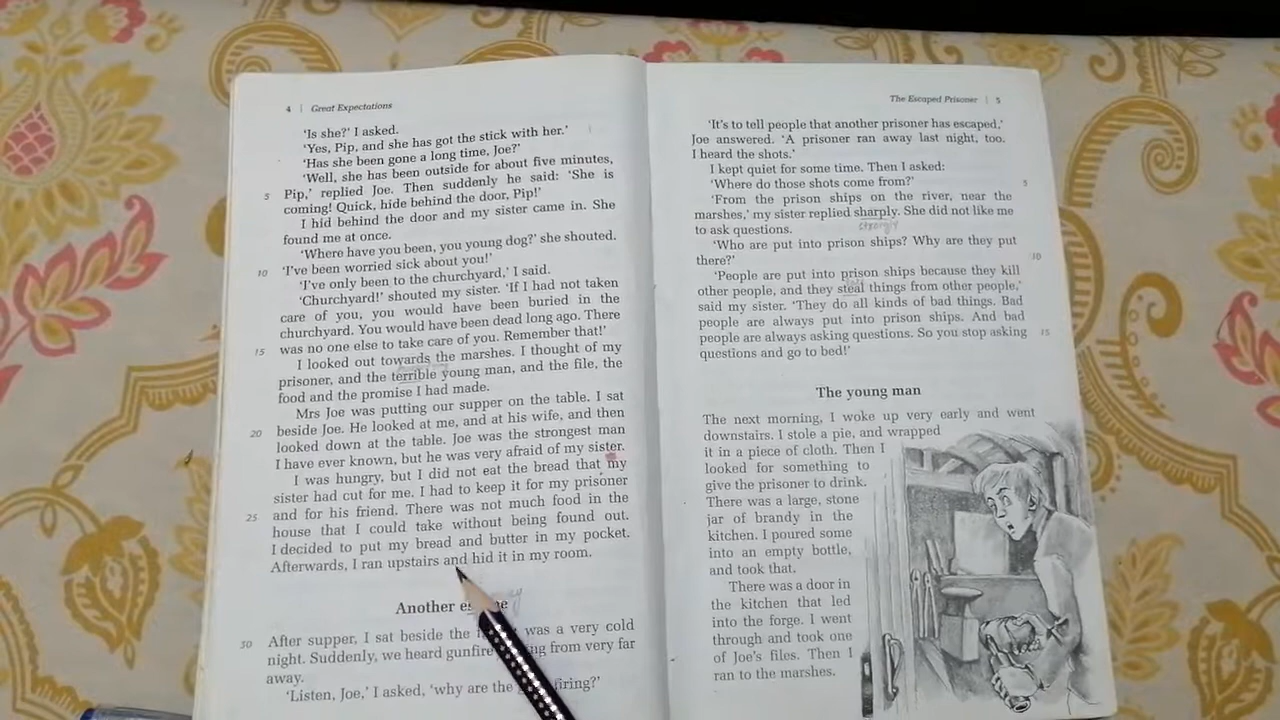 4 | Great Expectations
'Is she?' I asked.
'Yes, Pip, and she has got the stick with her.'
'Has she been gone a long time, Joe?'
'Well, she has been outside for about five minutes,
5 Pip,' replied Joe. Then suddenly he said: 'She is
coming! Quick, hide behind the door, Pip!'
I hid behind the door and my sister came in. She
found me at once.
'Where have you been, you young dog?' she shouted.
10 'I've been worried sick about you!'
'I've only been to the churchyard,' I said.
'Churchyard!' shouted my sister. 'If I had not taken
care of you, you would have been buried in the
churchyard. You would have been dead long ago. There
15 was no one else to take care of you. Remember that!'
I looked out towards the marshes. I thought of my
prisoner, and the terrible young man, and the file, the
food and the promise I had made.
Mrs Joe was putting our supper on the table. I sat
20 beside Joe. He looked at me, and at his wife, and then
looked down at the table. Joe was the strongest man
I have ever known, but he was very afraid of my sister.
I was hungry, but I did not eat the bread that my
sister had cut for me. I had to keep it for my prisoner
25 and for his friend. There was not much food in the
house that I could take without being found out.
I decided to put my bread and butter in my pocket.
Afterwards, I ran upstairs and hid it in my room.
Another
30 After supper, I sat beside the was a very cold
night. Suddenly, we heard from very far
away.
'Listen, Joe,' I asked, 'why are the firing?'
The Escaped Prisoner | 5
'It's to tell people that another prisoner has escaped,'
Joe answered. 'A prisoner ran away last night, too.
I heard the shots.'
I kept quiet for some time. Then I asked:
'Where do those shots come from?' 5
'From the prison ships on the river, near the
marshes,' my sister replied sharply. She did not like me
to ask questions. strongly
'Who are put into prison ships? Why are they put
there?' 10
'People are put into prison ships because they kill
other people, and they steal things from other people,'
said my sister. 'They do all kinds of bad things. Bad
people are always put into prison ships. And bad
people are always asking questions. So you stop asking 15
questions and go to bed!'
The young man
The next morning, I woke up very early and went
downstairs. I stole a pie, and wrapped
it in a piece of cloth. Then I
looked for something to
give the prisoner to drink.
There was a large, stone
jar of brandy in the
kitchen. I poured some
into an empty bottle,
and took that.
There was a door in
the kitchen that led
into the forge. I went
through and took one
of Joe's files. Then I
ran to the marshes.